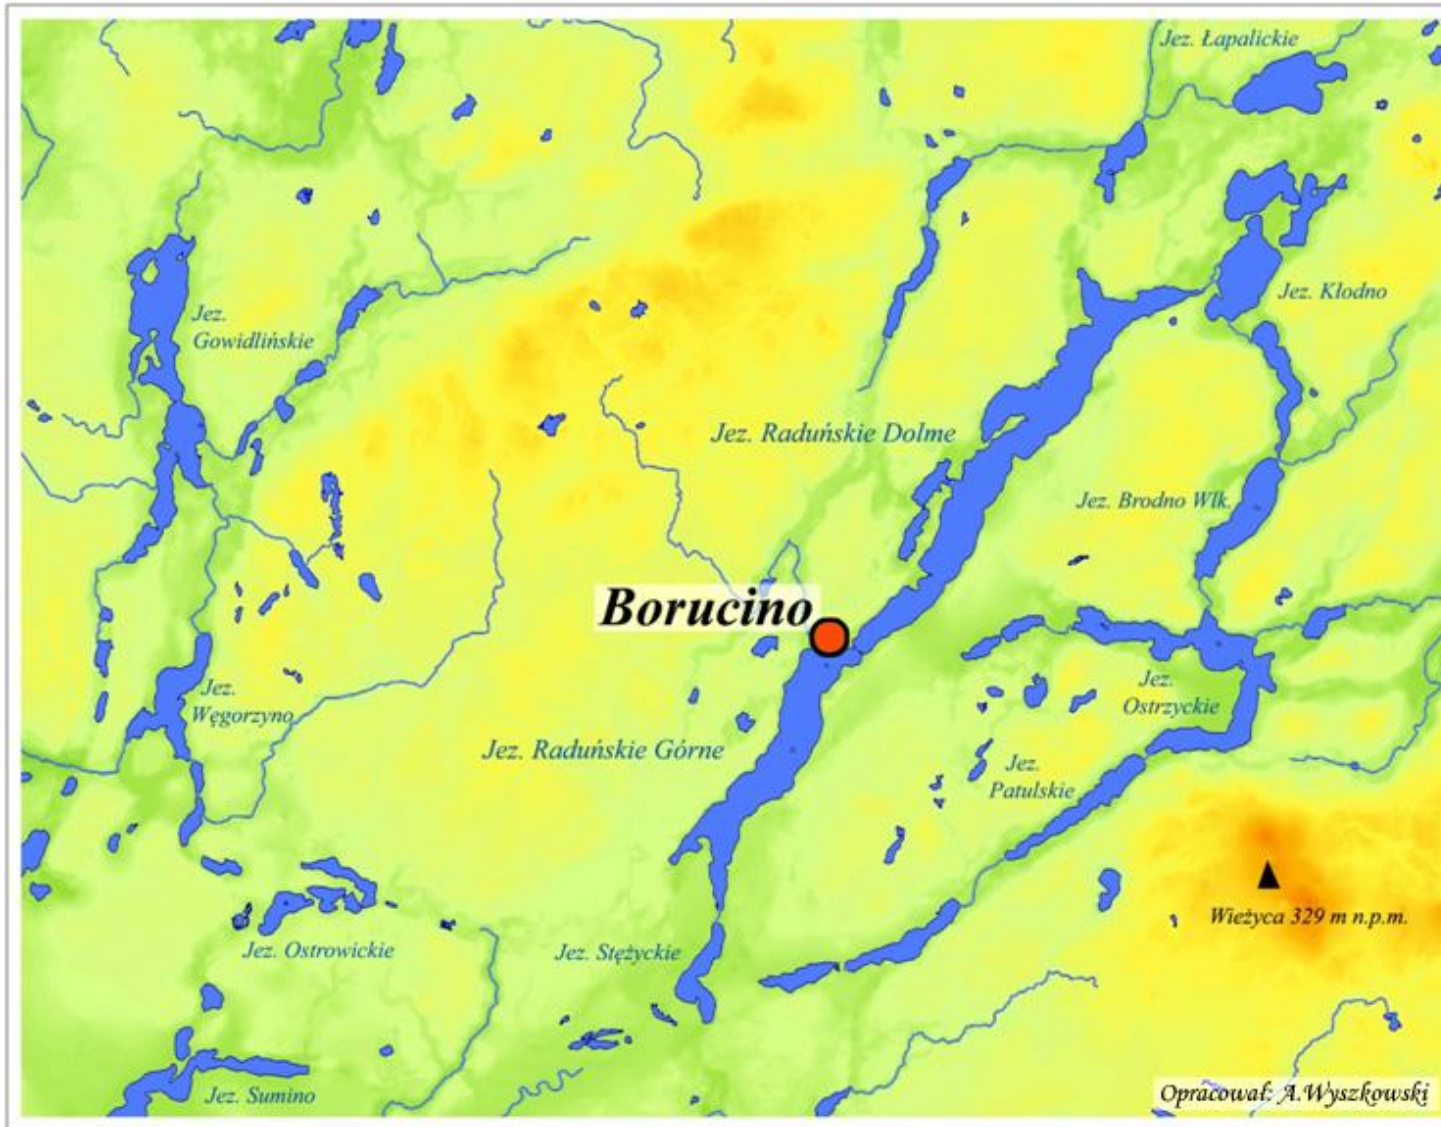 Jez. Łapalickie
Jez. Kłodno
Jez.
Gowidlińskie
Jez. Raduńskie Dolme
Jez. Brodno Wlk.
Borucino
Jez.
Węgorzyno
Jez.
Ostrzyckie
Jez. Raduńskie Górne
Jez.
Patulskie
Wieżyca 329 m n.p.m.
Jez. Ostrowickie
Jez. Stężyckie
Jez. Sumino
Opracował: A.Wyszkowski